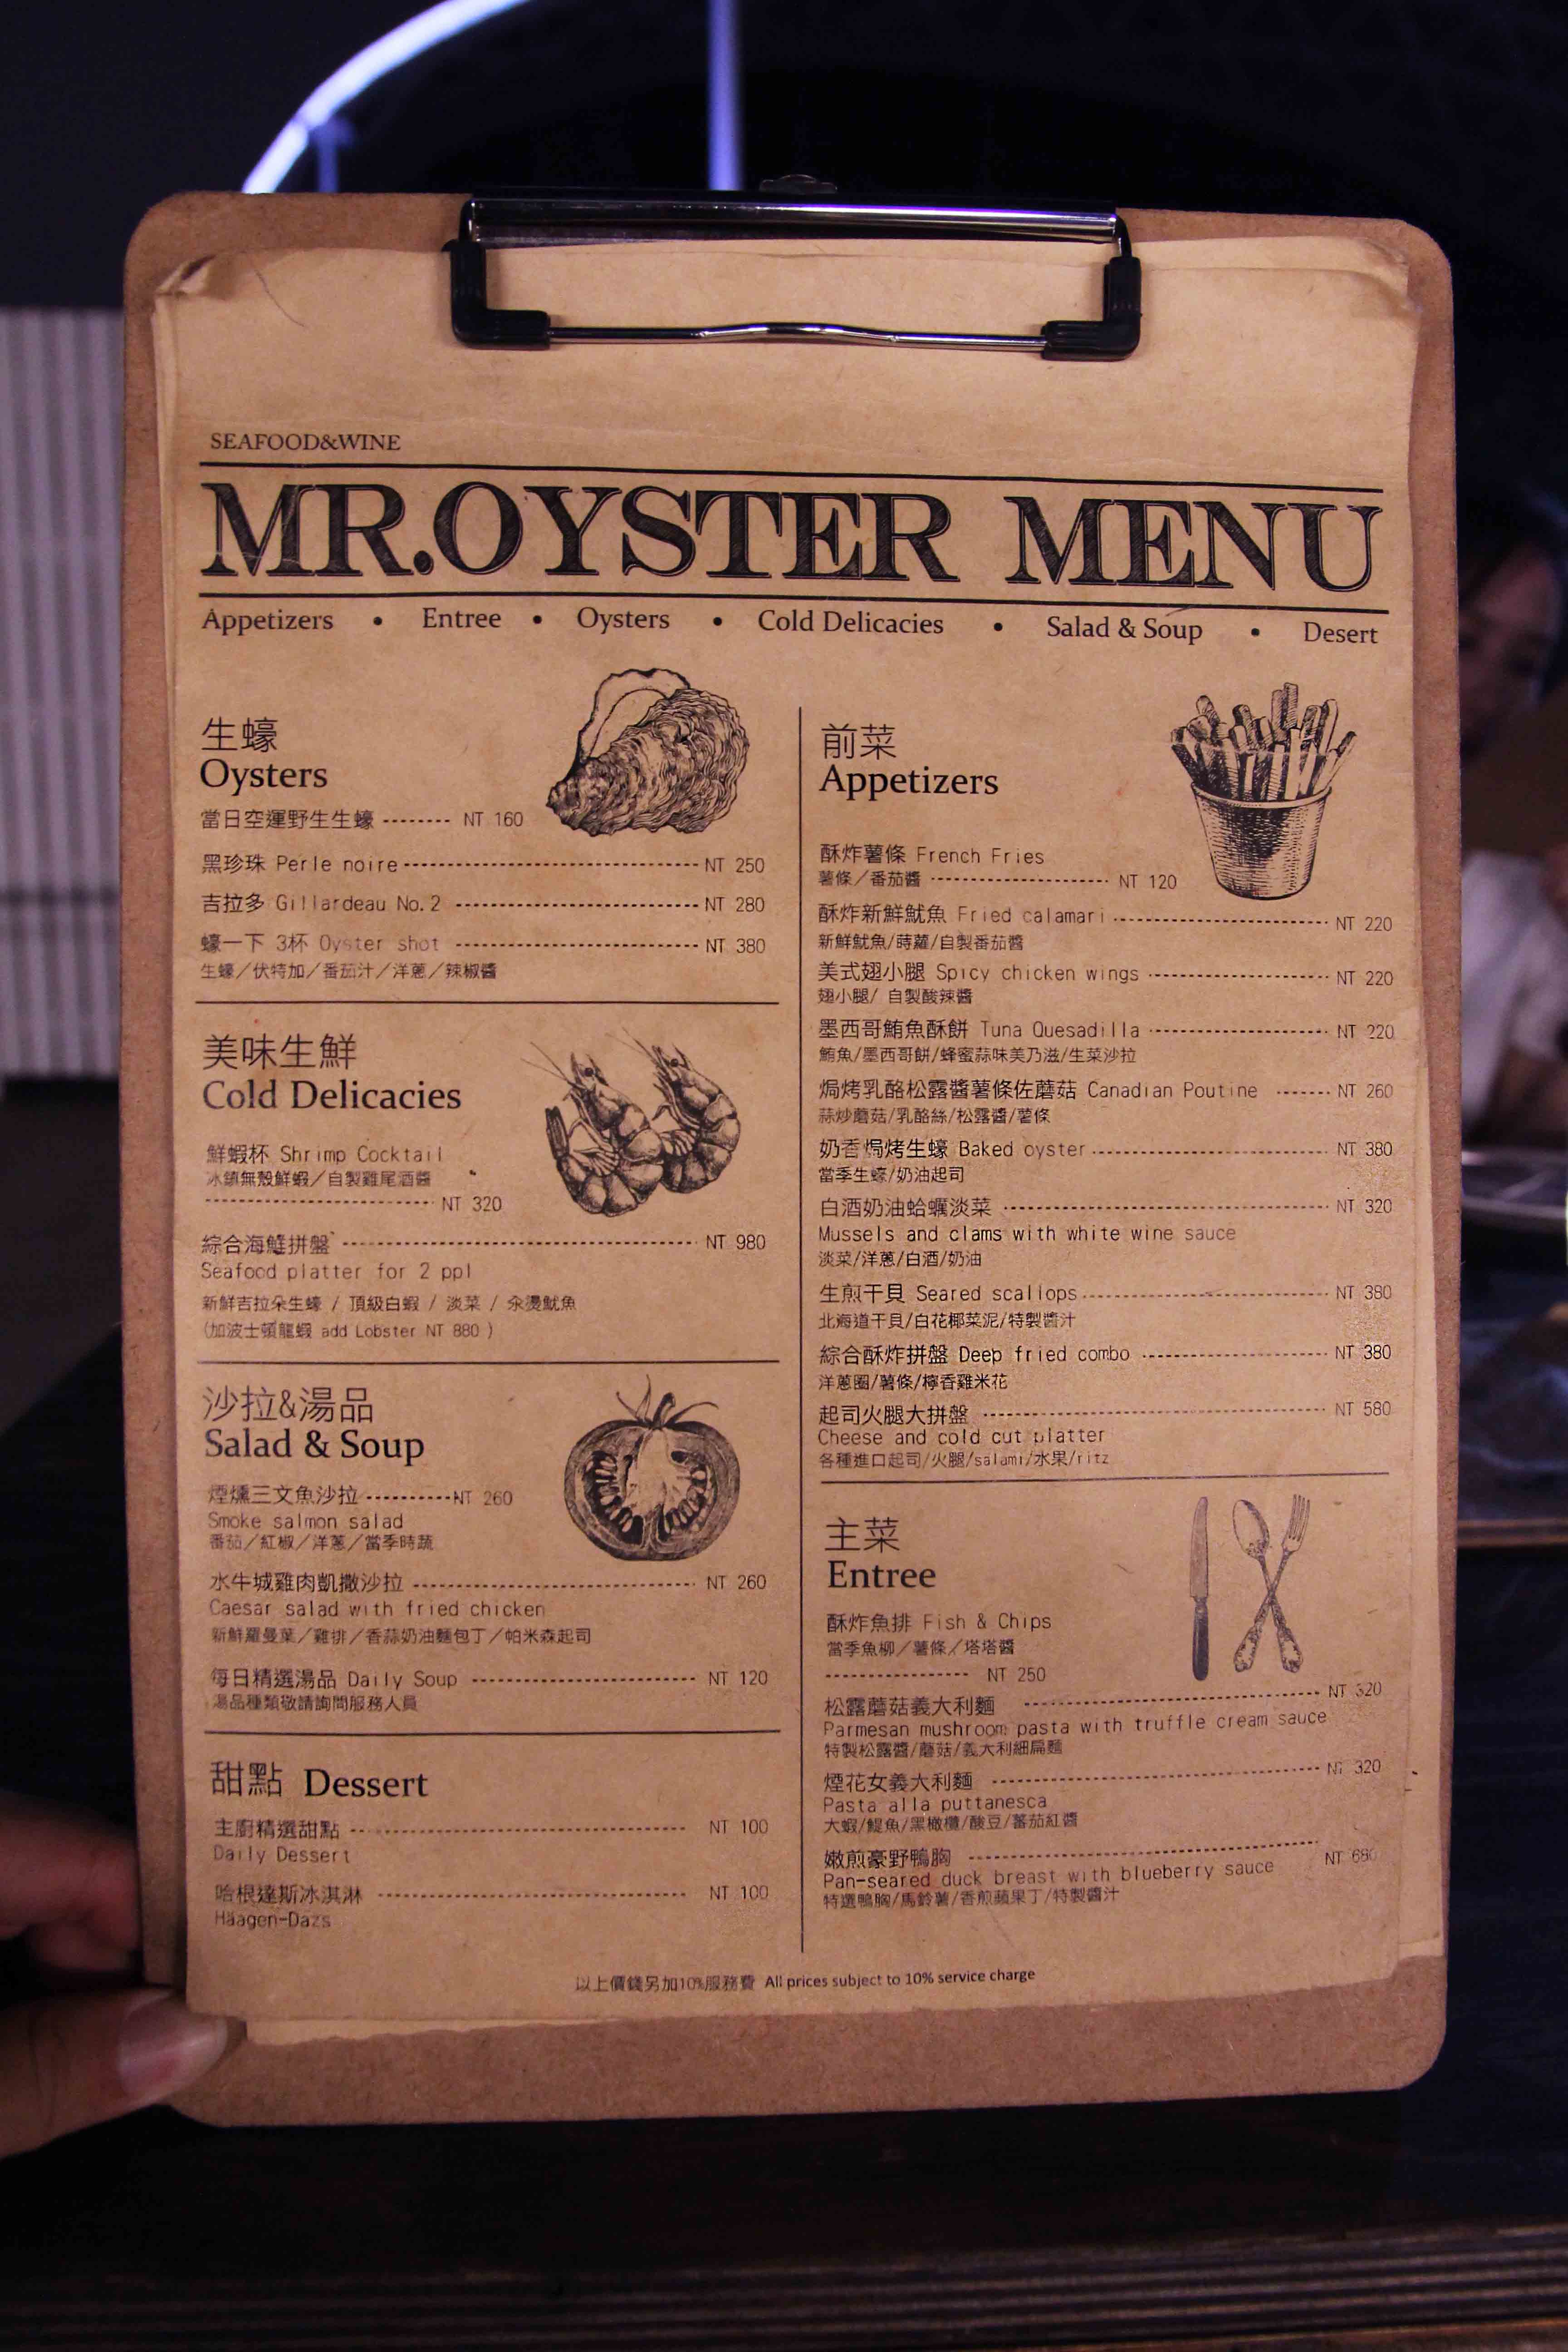 SEAFOOD&WINE
MR.OYSTER MENU
Appetizers • Entree • Oysters • Cold Delicacies • Salad & Soup • Desert
生蠔
Oysters
當日空運野生生蠔 -------- NT 160
黑珍珠 Perle noire -------- NT 250
吉拉多 Gillardeau No.2 -------- NT 280
蠔一下 3杯 Oyster shot -------- NT 380
生蠔／伏特加／番茄汁／洋蔥／辣椒醬
美味生鮮
Cold Delicacies
鮮蝦杯 Shrimp Cocktail
冰鎮無殼鮮蝦／自製雞尾酒醬
-------- NT 320
綜合海鮮拼盤 -------- NT 980
Seafood platter for 2 ppl
新鮮吉拉朵生蠔 / 頂級白蝦 / 淡菜 / 汆燙魷魚
(加波士頓龍蝦 add Lobster NT 880 )
沙拉&湯品
Salad & Soup
煙燻三文魚沙拉 -------- NT 260
Smoke salmon salad
番茄／紅椒／洋蔥／當季時蔬
水牛城雞肉凱撒沙拉 -------- NT 260
Caesar salad with fried chicken
新鮮羅曼葉／雞排／香蒜奶油麵包丁／帕米森起司
每日精選湯品 Daily Soup -------- NT 120
湯品種類敬請詢問服務人員
甜點 Dessert
主廚精選甜點 -------- NT 100
Daily Dessert
哈根達斯冰淇淋 -------- NT 100
Häagen-Dazs
前菜
Appetizers
酥炸薯條 French Fries
薯條／番茄醬 -------- NT 120
酥炸新鮮魷魚 Fried calamari -------- NT 220
新鮮魷魚/蒔蘿/自製番茄醬
美式翅小腿 Spicy chicken wings -------- NT 220
翅小腿/ 自製酸辣醬
墨西哥鮪魚酥餅 Tuna Quesadilla -------- NT 220
鮪魚/墨西哥餅/蜂蜜蒜味美乃滋/生菜沙拉
焗烤乳酪松露醬薯條佐蘑菇 Canadian Poutine -------- NT 260
蒜炒蘑菇/乳酪絲/松露醬/薯條
奶香焗烤生蠔 Baked oyster -------- NT 380
當季生蠔/奶油起司
白酒奶油蛤蠣淡菜 -------- NT 320
Mussels and clams with white wine sauce
淡菜/洋蔥/白酒/奶油
生煎干貝 Seared scallops -------- NT 380
北海道干貝/白花椰菜泥/特製醬汁
綜合酥炸拼盤 Deep fried combo -------- NT 380
洋蔥圈/薯條/檸香雞米花
起司火腿大拼盤 -------- NT 580
Cheese and cold cut platter
各種進口起司/火腿/salami/水果/ritz
主菜
Entree
酥炸魚排 Fish & Chips
當季魚柳／薯條／塔塔醬
-------- NT 250
松露蘑菇義大利麵 -------- NT 320
Parmesan mushroom pasta with truffle cream sauce
特製松露醬/蘑菇/義大利細扁麵
煙花女義大利麵 -------- NT 320
Pasta alla puttanesca
大蝦/鯷魚/黑橄欖/酸豆/蕃茄紅醬
嫩煎豪野鴨胸 -------- NT 680
Pan-seared duck breast with blueberry sauce
特選鴨胸/馬鈴薯/香煎蘋果丁/特製醬汁
以上價錢另加10%服務費 All prices subject to 10% service charge